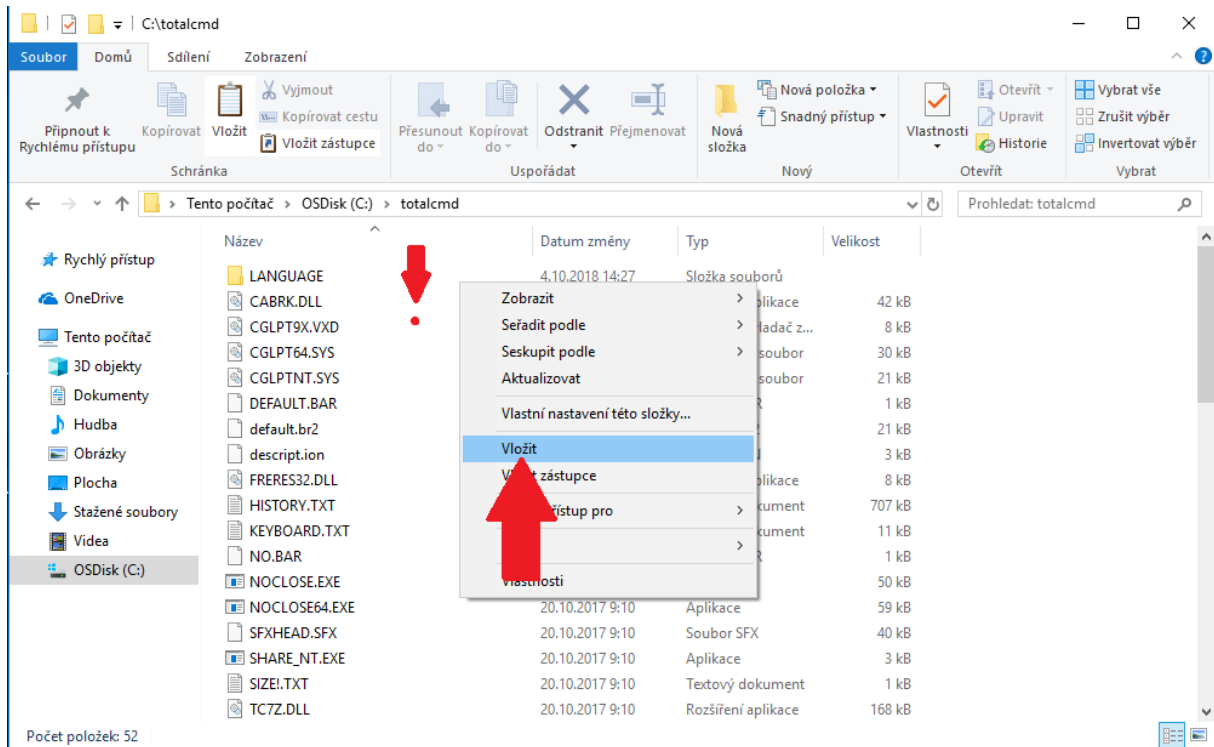 C:\totalcmd
Soubor Domů Sdílení Zobrazení
Připnout k Rychlému přístupu
Kopírovat
Vložit
Vyjmout
Kopírovat cestu
Vložit zástupce
Schránka
Přesunout do
Kopírovat do
Odstranit
Přejmenovat
Uspořádat
Nová složka
Nová položka
Snadný přístup
Nový
Vlastnosti
Otevřít
Upravit
Historie
Otevřít
Vybrat vše
Zrušit výběr
Invertovat výběr
Vybrat
Tento počítač > OSDisk (C:) > totalcmd
Prohledat: totalcmd
Rychlý přístup
OneDrive
Tento počítač
3D objekty
Dokumenty
Hudba
Obrázky
Plocha
Stažené soubory
Videa
OSDisk (C:)
Název Datum změny Typ Velikost
LANGUAGE 4.10.2018 14:27 Složka souborů
CABRK.DLL 42 kB
CGLPT9X.VXD 8 kB
CGLPT64.SYS soubor 30 kB
CGLPTNT.SYS soubor 21 kB
DEFAULT.BAR 1 kB
default.br2 21 kB
descript.ion 3 kB
FRERES32.DLL 8 kB
HISTORY.TXT 707 kB
KEYBOARD.TXT 11 kB
NO.BAR 1 kB
NOCLOSE.EXE 50 kB
NOCLOSE64.EXE 20.10.2017 9:10 Aplikace 59 kB
SFXHEAD.SFX 20.10.2017 9:10 Soubor SFX 40 kB
SHARE_NT.EXE 20.10.2017 9:10 Aplikace 3 kB
SIZE!.TXT 20.10.2017 9:10 Textový dokument 1 kB
TC7Z.DLL 20.10.2017 9:10 Rozšíření aplikace 168 kB
Zobrazit
Seřadit podle
Seskupit podle
Aktualizovat
Vlastní nastavení této složky...
Vložit
zástupce
pro
Vlastnosti
Počet položek: 52